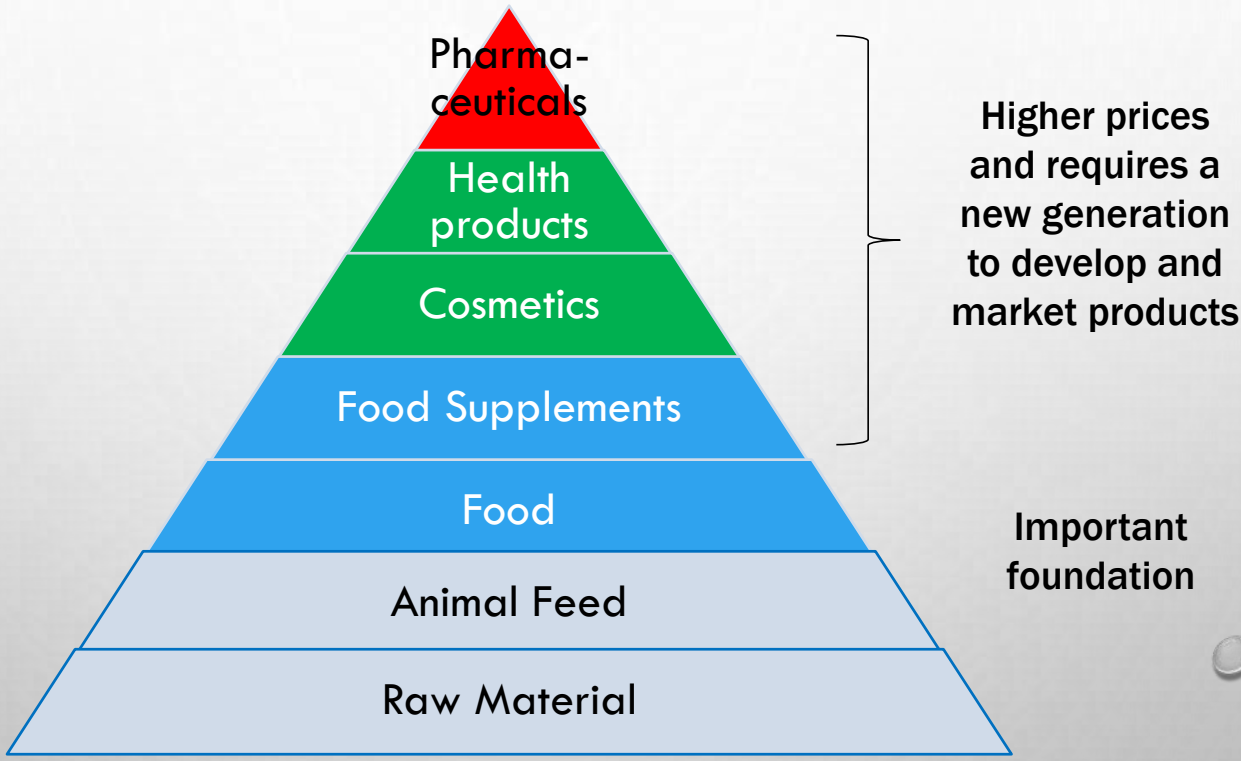 Pharma-
ceuticals
Health
products
Cosmetics
Food Supplements
Food
Animal Feed
Raw Material
Higher prices
and requires a
new generation
to develop and
market products
Important
foundation